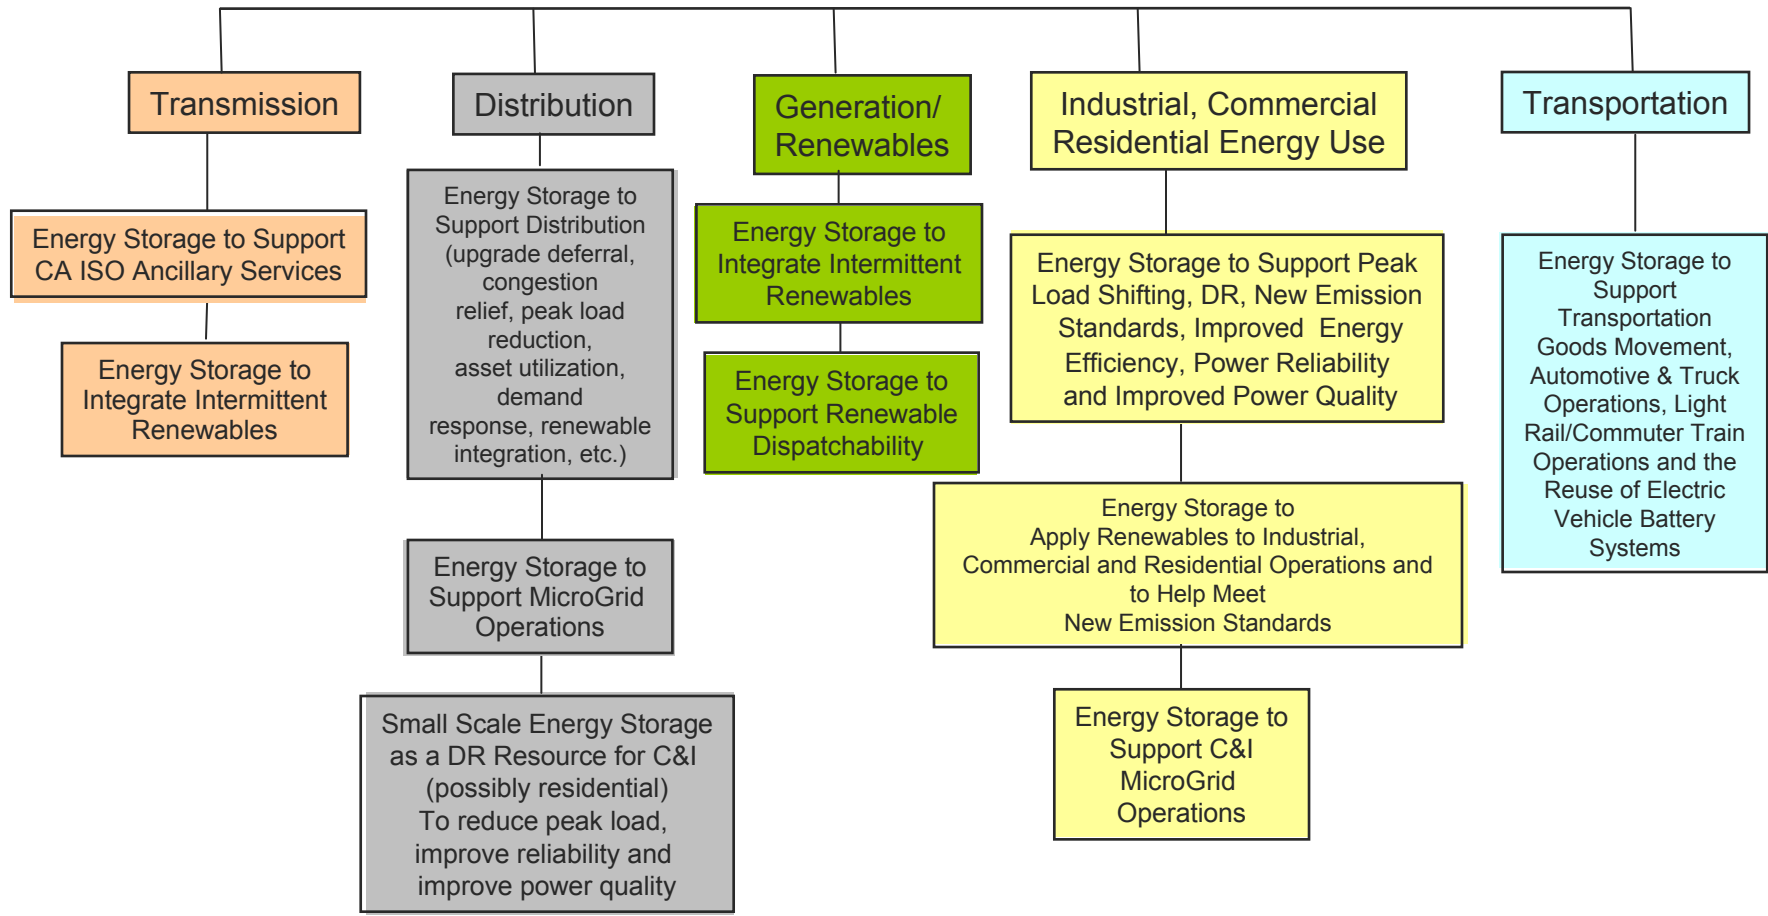 Transmission
Energy Storage to Support
CA ISO Ancillary Services
Energy Storage to
Integrate Intermittent
Renewables
Distribution
Energy Storage to
Support Distribution
(upgrade deferral,
congestion
relief, peak load
reduction,
asset utilization,
demand
response, renewable
integration, etc.)
Energy Storage to
Support MicroGrid
Operations
Small Scale Energy Storage
as a DR Resource for C&I
(possibly residential)
To reduce peak load,
improve reliability and
improve power quality
Generation/
Renewables
Energy Storage to
Integrate Intermittent
Renewables
Energy Storage to
Support Renewable
Dispatchability
Industrial, Commercial
Residential Energy Use
Energy Storage to Support Peak
Load Shifting, DR, New Emission
Standards, Improved Energy
Efficiency, Power Reliability
and Improved Power Quality
Energy Storage to
Apply Renewables to Industrial,
Commercial and Residential Operations and
to Help Meet
New Emission Standards
Energy Storage to
Support C&I
MicroGrid
Operations
Transportation
Energy Storage to
Support
Transportation
Goods Movement,
Automotive & Truck
Operations, Light
Rail/Commuter Train
Operations and the
Reuse of Electric
Vehicle Battery
Systems